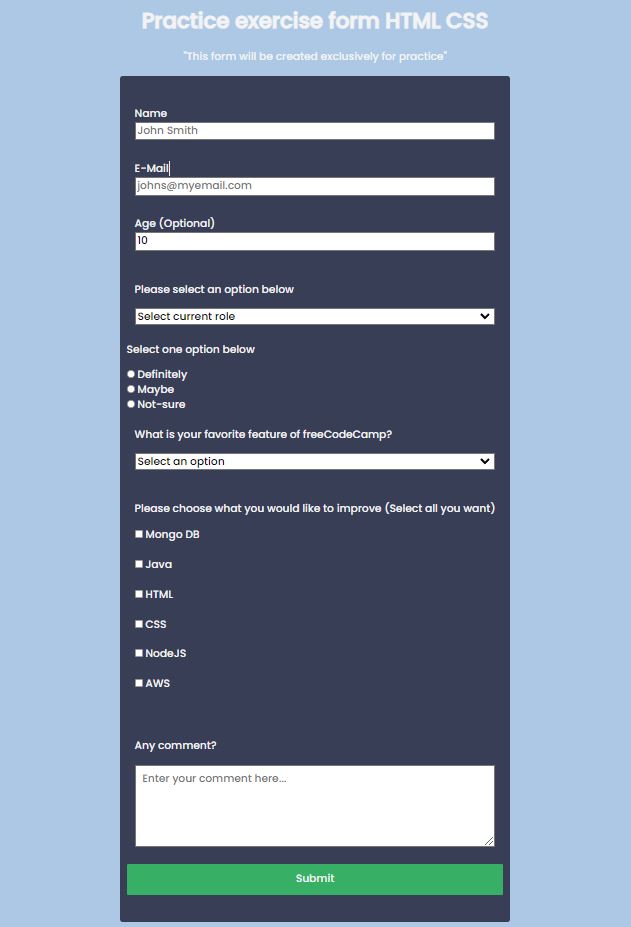 Practice exercise form HTML CSS
"This form will be created exclusively for practice"
Name
John Smith
E-Mail
johns@myemail.com
Age (Optional)
10
Please select an option below
Select current role
Select one option below
Definitely
Maybe
Not-sure
What is your favorite feature of freeCodeCamp?
Select an option
Please choose what you would like to improve (Select all you want)
Mongo DB
Java
HTML
CSS
NodeJS
AWS
Any comment?
Enter your comment here...
Submit